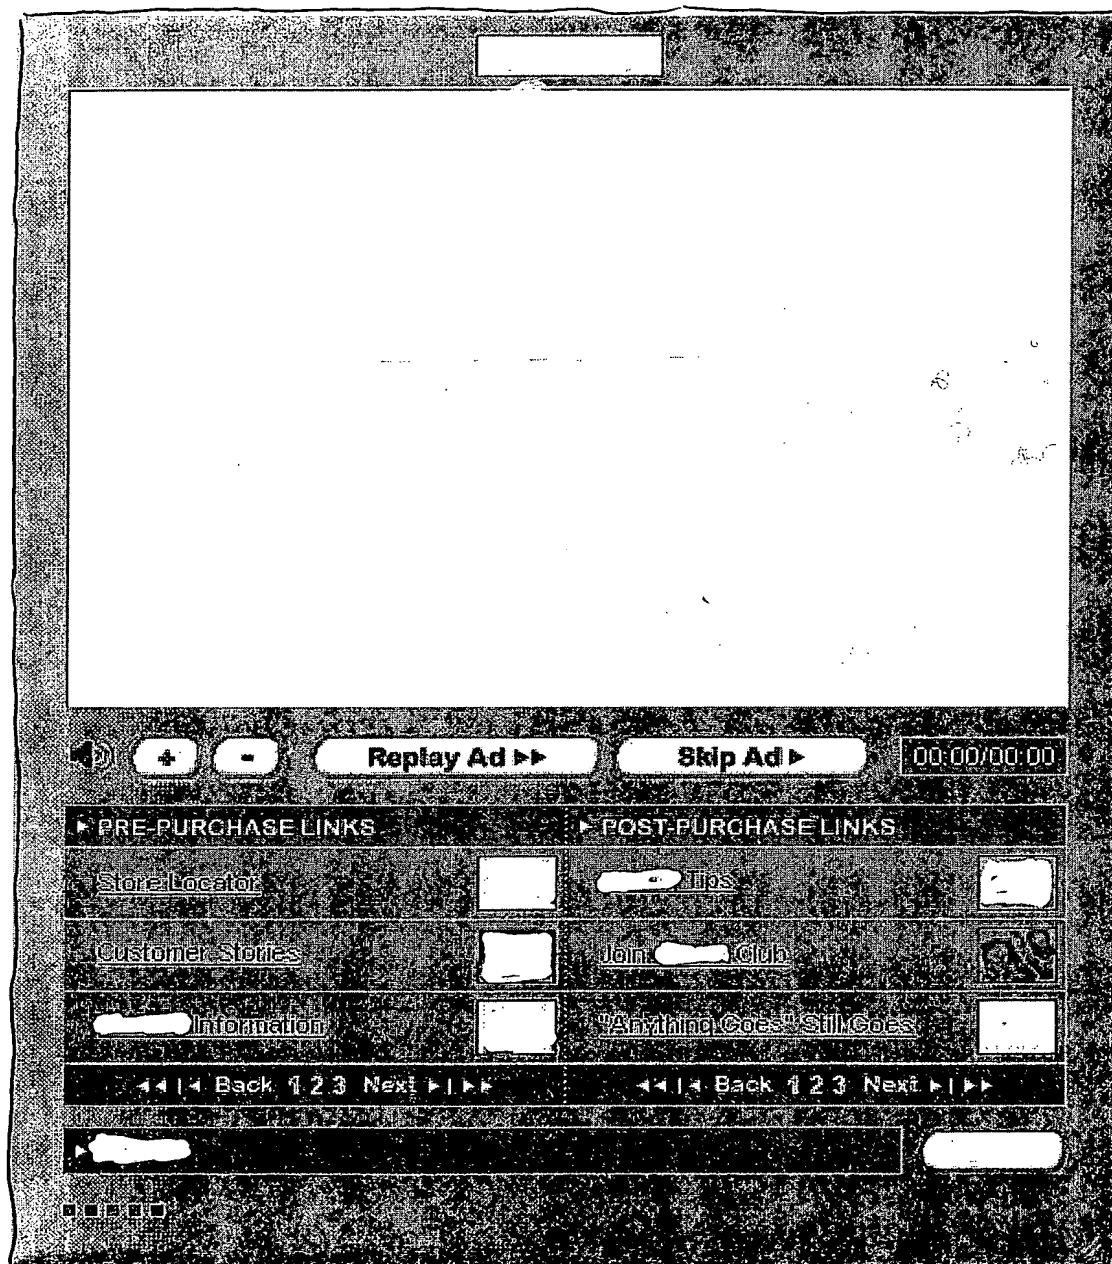 + - Replay Ad ▶▶ Skip Ad ▶ 00:00/00:00
▶ PRE-PURCHASE LINKS ▶ POST-PURCHASE LINKS
Store Locator Tips
Customer Stories Join Club
Information "Anything Goes" Still Goes
◀◀ |◀ Back 1 2 3 Next ▶| ▶▶ ◀◀ |◀ Back 1 2 3 Next ▶| ▶▶